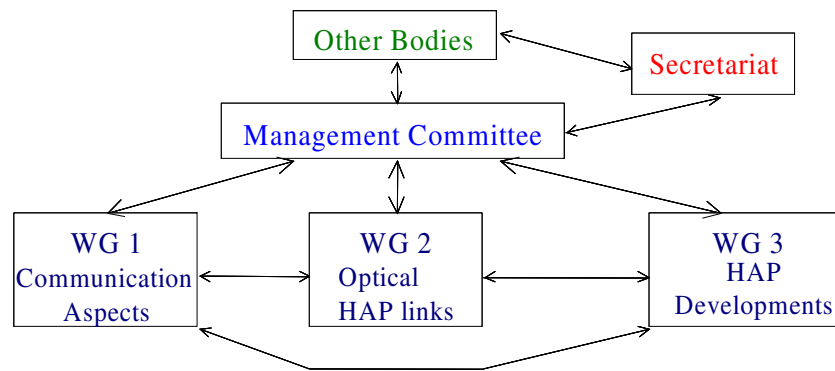 Other Bodies
Secretariat
Management Committee
WG 1
Communication
Aspects
WG 2
Optical
HAP links
WG 3
HAP
Developments